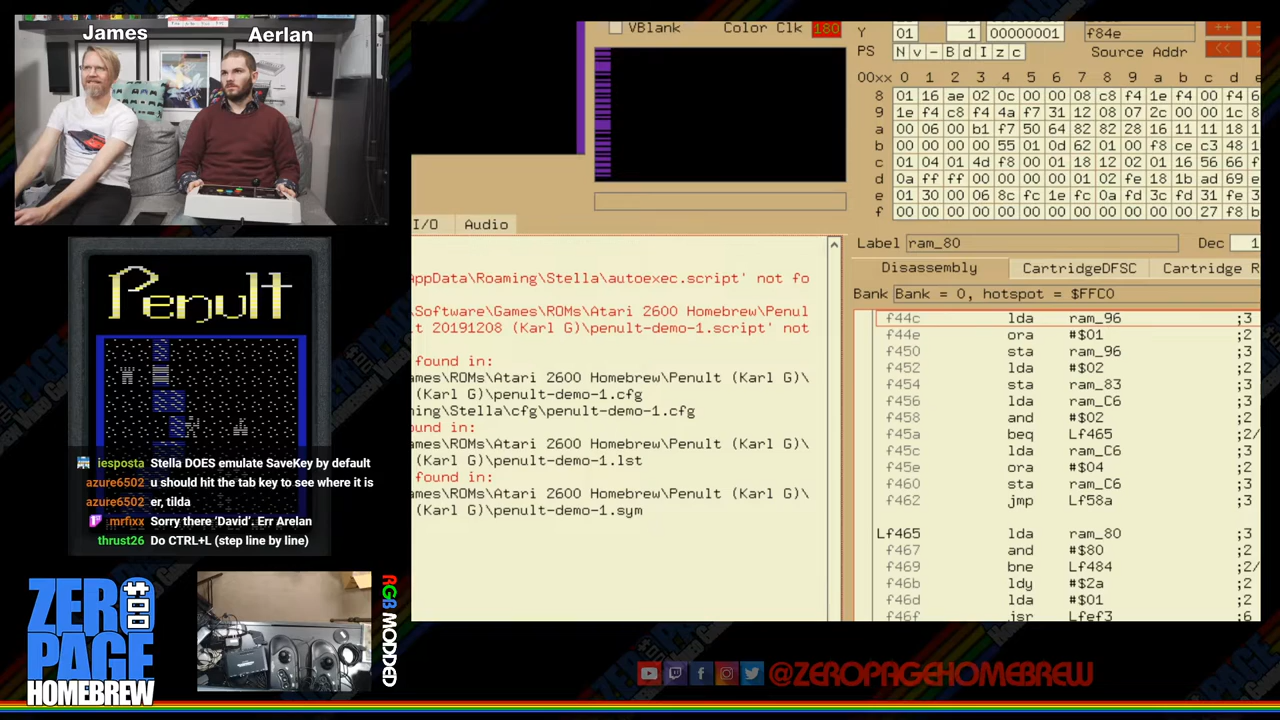 James
Aerlan
Penult
iesposta Stella DOES emulate SaveKey by default
azure6502 u should hit the tab key to see where it is
azure6502 er, tilda
mrfixx Sorry there ‘David’. Err Arelan
thrust26 Do CTRL+L (step line by line)
ZERO
PAGE
HOMEBREW
RGB MODDED
@ZEROPAGEHOMEBREW
VBlank
Color Clk 180
I/O
Audio
AppData\Roaming\Stella\autoexec.script' not fo
Software\Games\ROMs\Atari 2600 Homebrew\Penul
t 20191208 (Karl G)\penult-demo-1.script' not
found in:
ames\ROMs\Atari 2600 Homebrew\Penult (Karl G)\
(Karl G)\penult-demo-1.cfg
ning\Stella\cfg\penult-demo-1.cfg
ound in:
ames\ROMs\Atari 2600 Homebrew\Penult (Karl G)\
(Karl G)\penult-demo-1.lst
found in:
ames\ROMs\Atari 2600 Homebrew\Penult (Karl G)\
(Karl G)\penult-demo-1.sym
Y 01 1 00000001 f84e
PS N v - B d I z c Source Addr
00xx 0 1 2 3 4 5 6 7 8 9 a b c d e
8 01 16 ae 02 0c 00 00 08 c8 f4 1e f4 00 f4 6
9 1e f4 c8 f4 4a f7 31 12 08 07 2c 00 00 1c 8
a 00 06 00 b1 f7 50 64 82 82 28 16 11 11 18 1
b 00 00 00 00 55 00 0d 62 01 00 f8 ce c3 48 1
c 01 04 01 4d f8 00 01 18 12 02 01 16 56 66 f
d 0a ff ff 00 00 00 01 02 fe 18 1b ad 69 e
e 01 30 00 06 8c fc 1e fc 0f fd 3c fd 31 fe 3
f 00 00 00 00 00 00 00 00 00 00 00 00 27 f8 b
Label ram_80 Dec 1
Disassembly
CartridgeDFSC
Cartridge R
Bank Bank = 0, hotspot = $FFC0
f44c lda ram_96 ;3
f44e ora #$01 ;2
f450 sta ram_96 ;3
f452 lda #$02 ;2
f454 sta ram_83 ;3
f456 lda ram_C6 ;3
f458 and #$02 ;2
f45a beq Lf465 ;2/
f45c lda ram_C6 ;3
f45e ora #$04 ;2
f460 sta ram_C6 ;3
f462 jmp Lf58a ;3
Lf465 lda ram_80 ;3
f467 and #$80 ;2
f469 bne Lf484 ;2/
f46b ldy #$2a ;2
f46d lda #$01 ;2
f46f jsr Lfef3 ;6